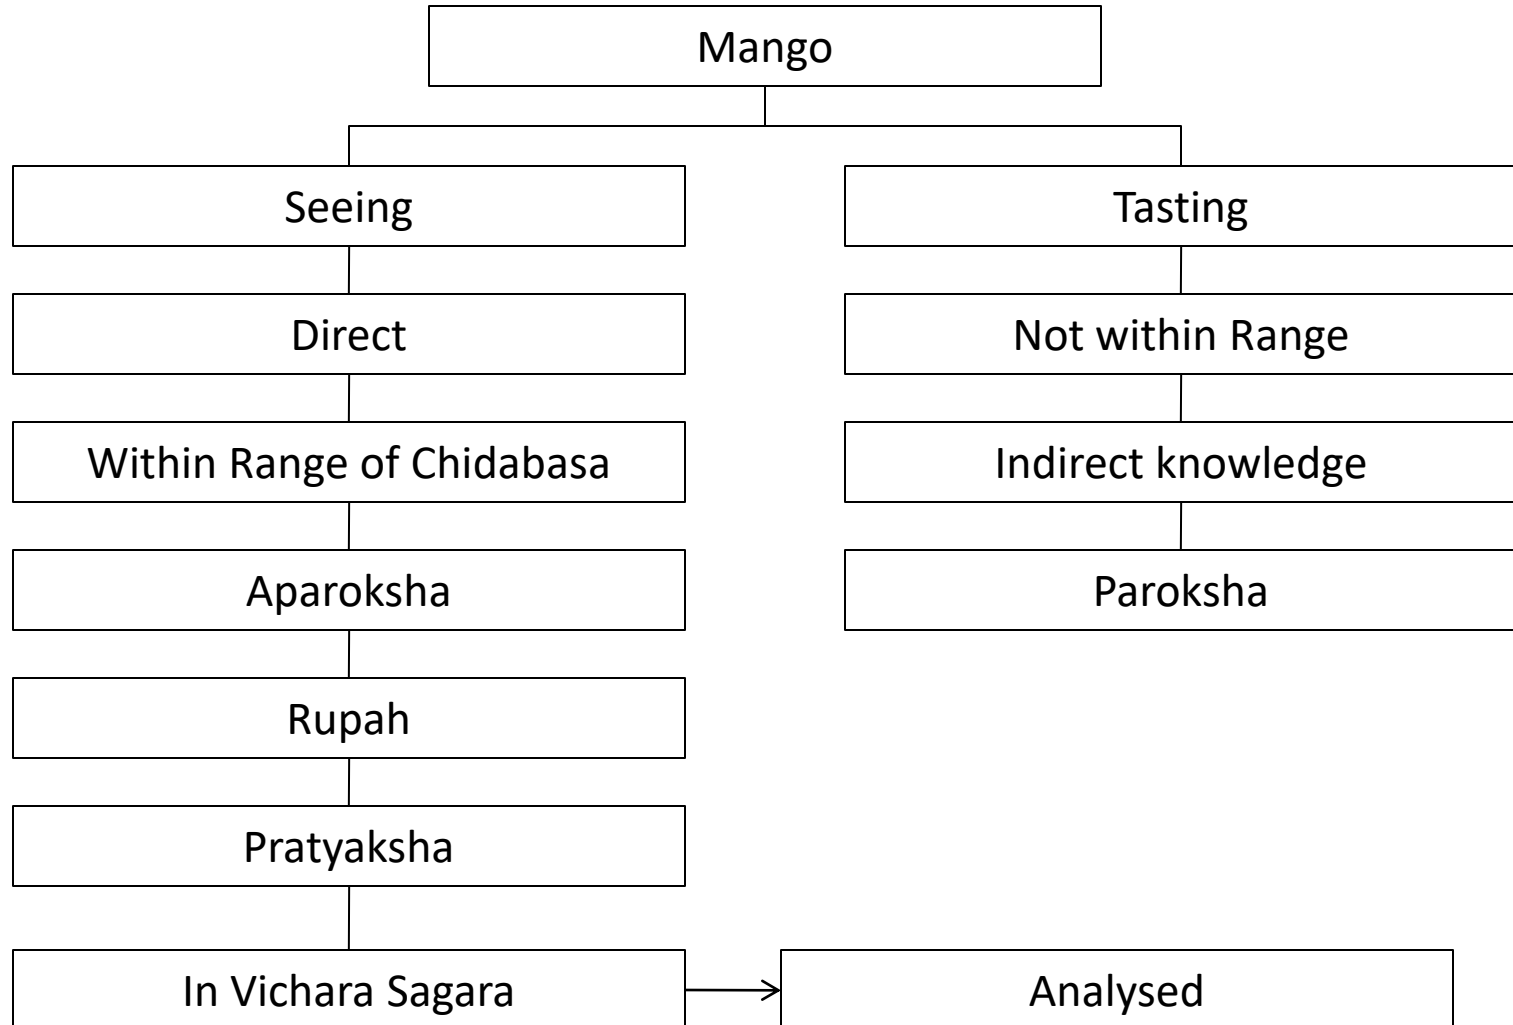 Mango
Seeing
Tasting
Direct
Not within Range
Within Range of Chidabasa
Indirect knowledge
Aparoksha
Paroksha
Rupah
Pratyaksha
In Vichara Sagara
Analysed